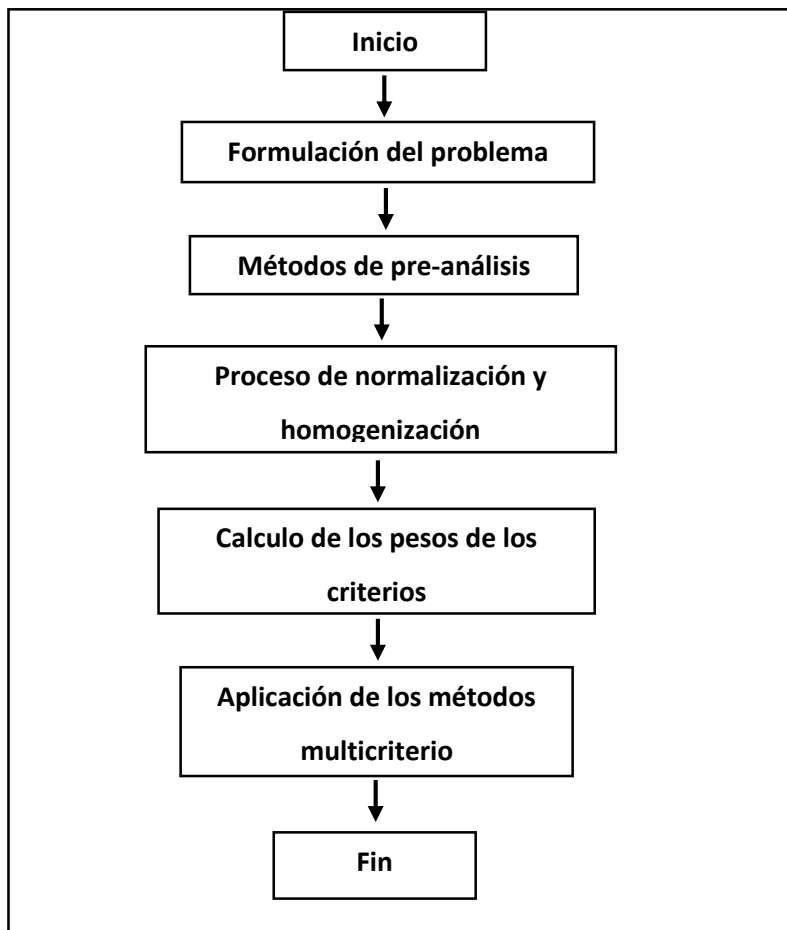 Inicio
Formulación del problema
Métodos de pre-análisis
Proceso de normalización y
homogenización
Calculo de los pesos de los
criterios
Aplicación de los métodos
multicriterio
Fin